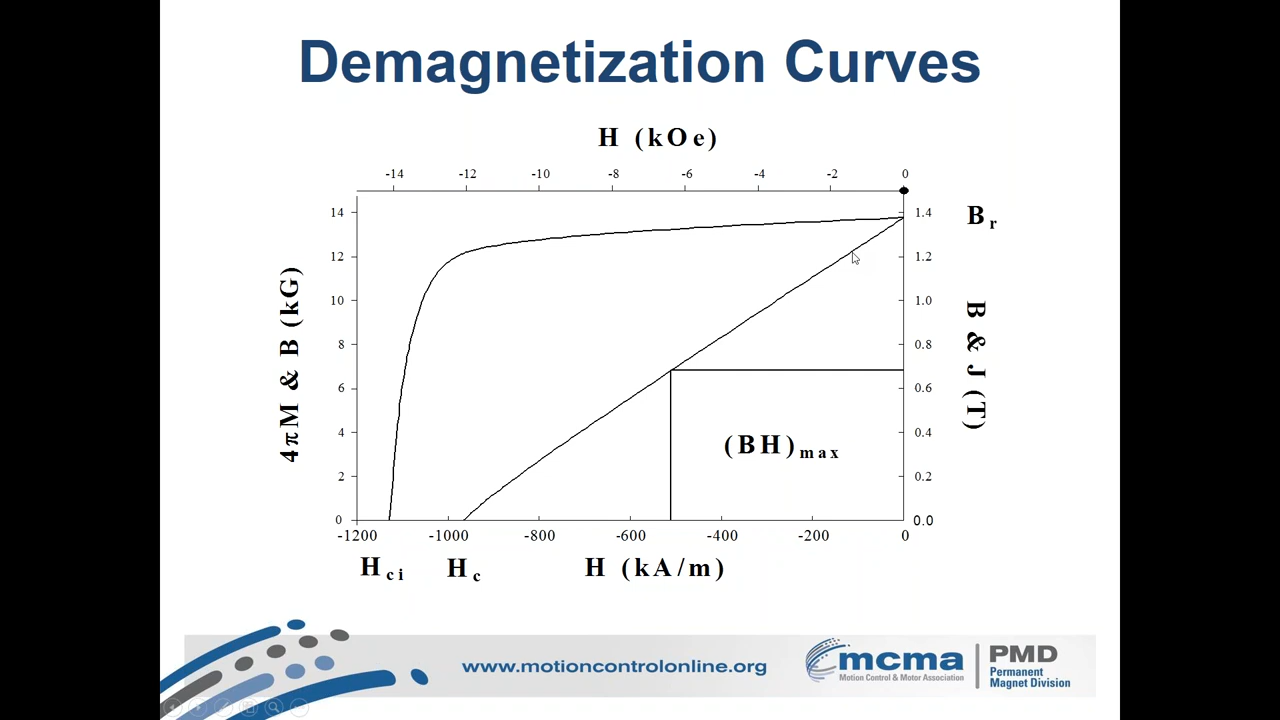 Demagnetization Curves
H (kOe)
-14 -12 -10 -8 -6 -4 -2 0
14
12
10
8
6
4
2
0
4πM & B (kG)
1.4
1.2
1.0
0.8
0.6
0.4
0.2
0.0
Br
B & J (T)
(BH)max
-1200 -1000 -800 -600 -400 -200 0
Hci Hc H (kA/m)
www.motioncontrolonline.org
mcma
Motion Control & Motor Association
PMD
Permanent
Magnet Division